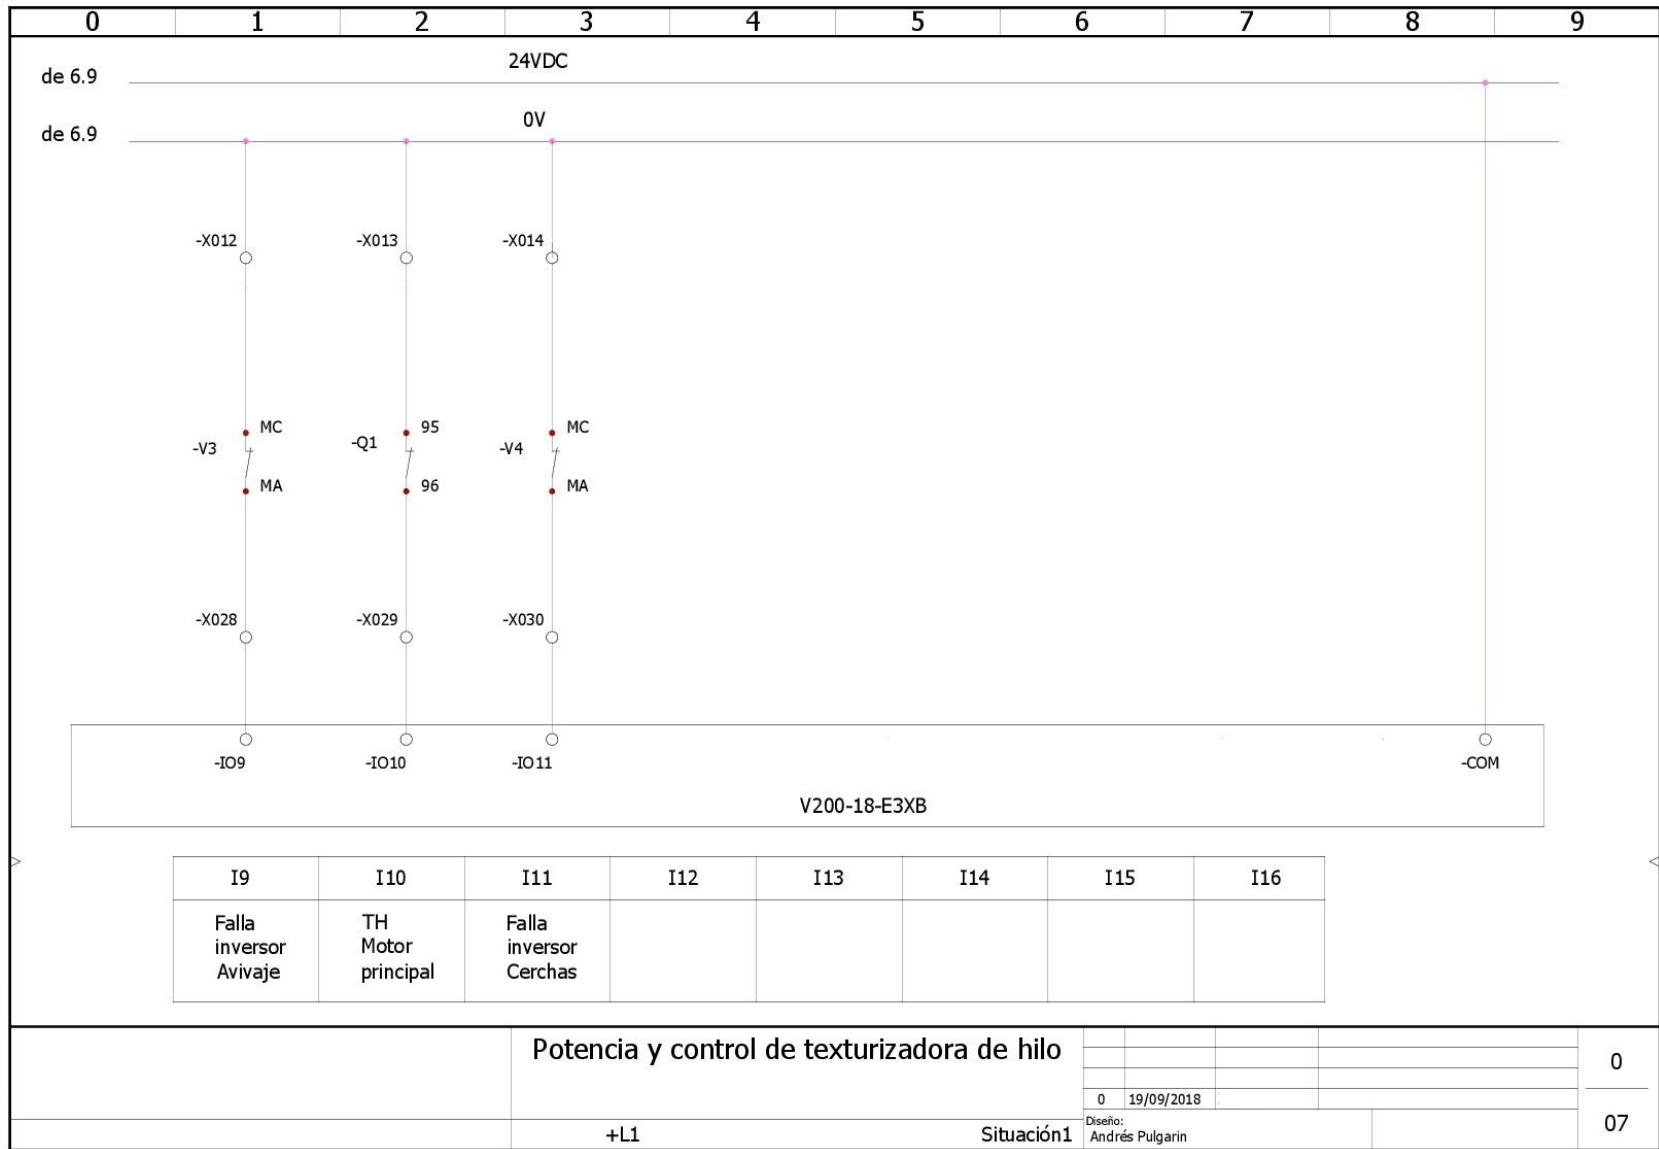 0 1 2 3 4 5 6 7 8 9
24VDC
de 6.9
0V
de 6.9
-X012 -X013 -X014
MC 95 MC
-V3 -Q1 -V4
MA 96 MA
-X028 -X029 -X030
-IO9 -IO10 -IO11 -COM
V200-18-E3XB
I9 I10 I11 I12 I13 I14 I15 I16
Falla TH Falla
inversor Motor inversor
Avivaje principal Cerchas
Potencia y control de texturizadora de hilo
0
0 19/09/2018
Diseño:
07
+L1 Situación1 Andrés Pulgarin